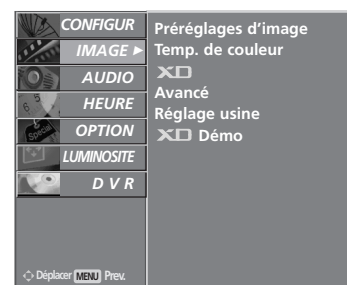 CONFIGUR
IMAGE
AUDIO
HEURE
OPTION
LUMINOSITE
D V R
Préréglages d’image
Temp. de couleur
XD
Avancé
Réglage usine
XD Démo
Déplacer MENU Prev.